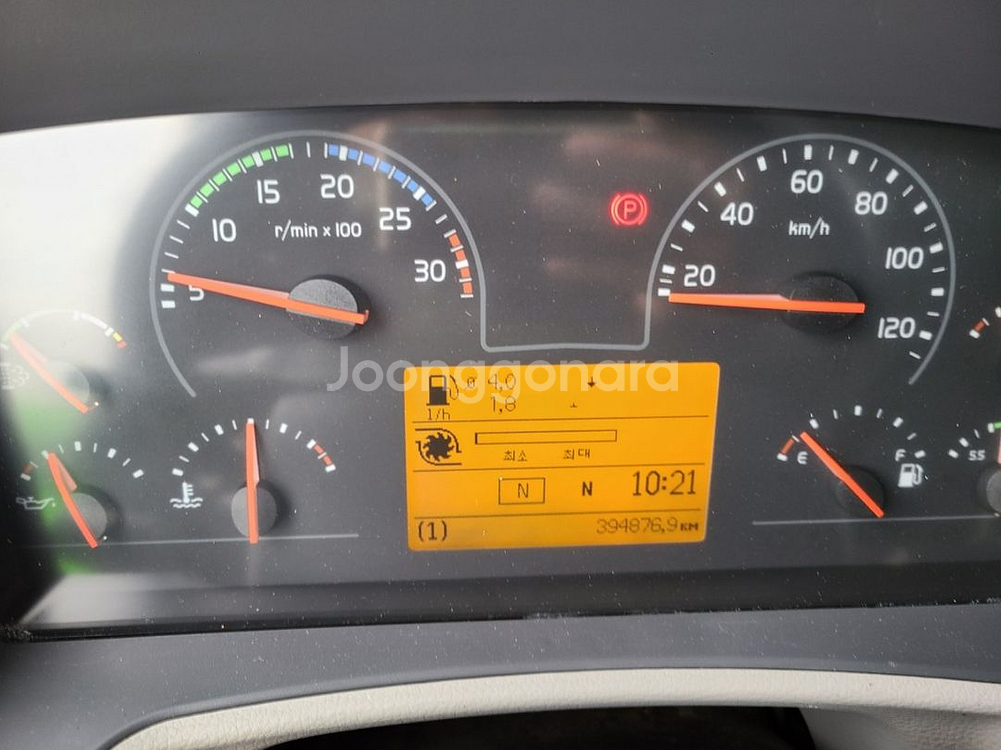 10 15 20 25 30
5
r/min x 100
P
20 40 60 80 100 120
km/h
Joonggonara
ø 4,0
1,8
l/h
최소 최대
N N 10:21
(1) 394876,9 KM
E F
SS